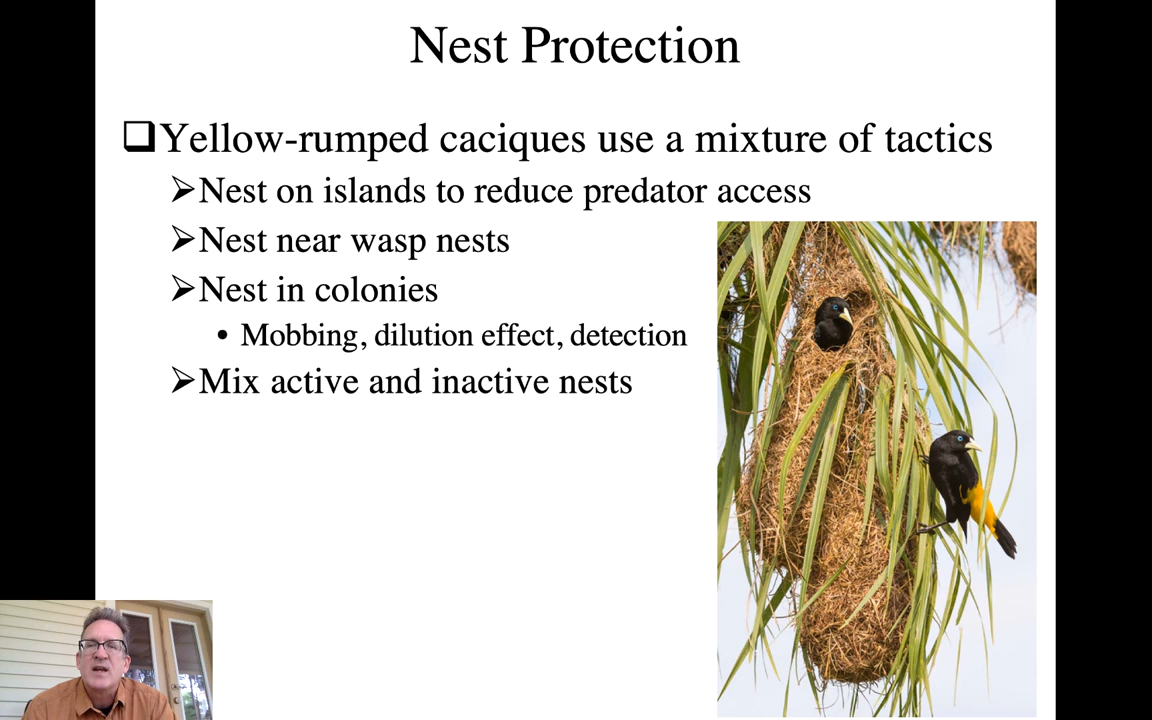 Nest Protection
❑Yellow-rumped caciques use a mixture of tactics
➢Nest on islands to reduce predator access
➢Nest near wasp nests
➢Nest in colonies
• Mobbing, dilution effect, detection
➢Mix active and inactive nests